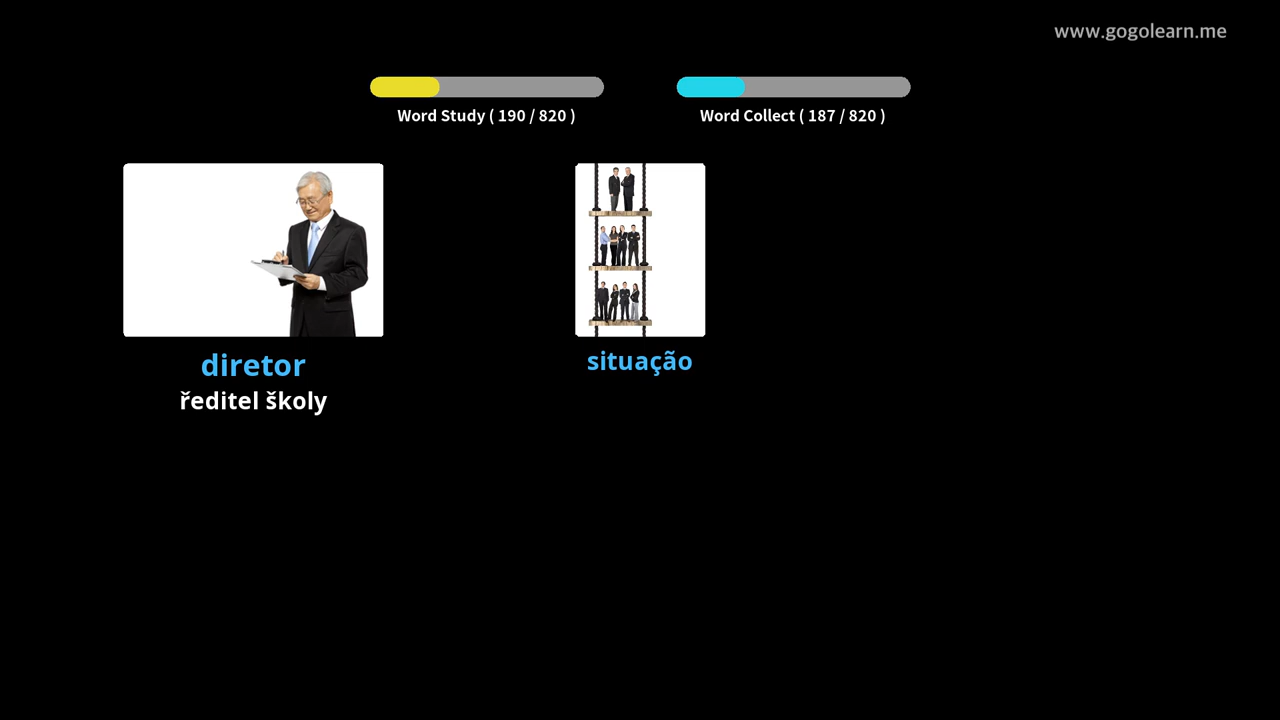 www.gogolearn.me
Word Study ( 190 / 820 )
Word Collect ( 187 / 820 )
diretor
ředitel školy
situação